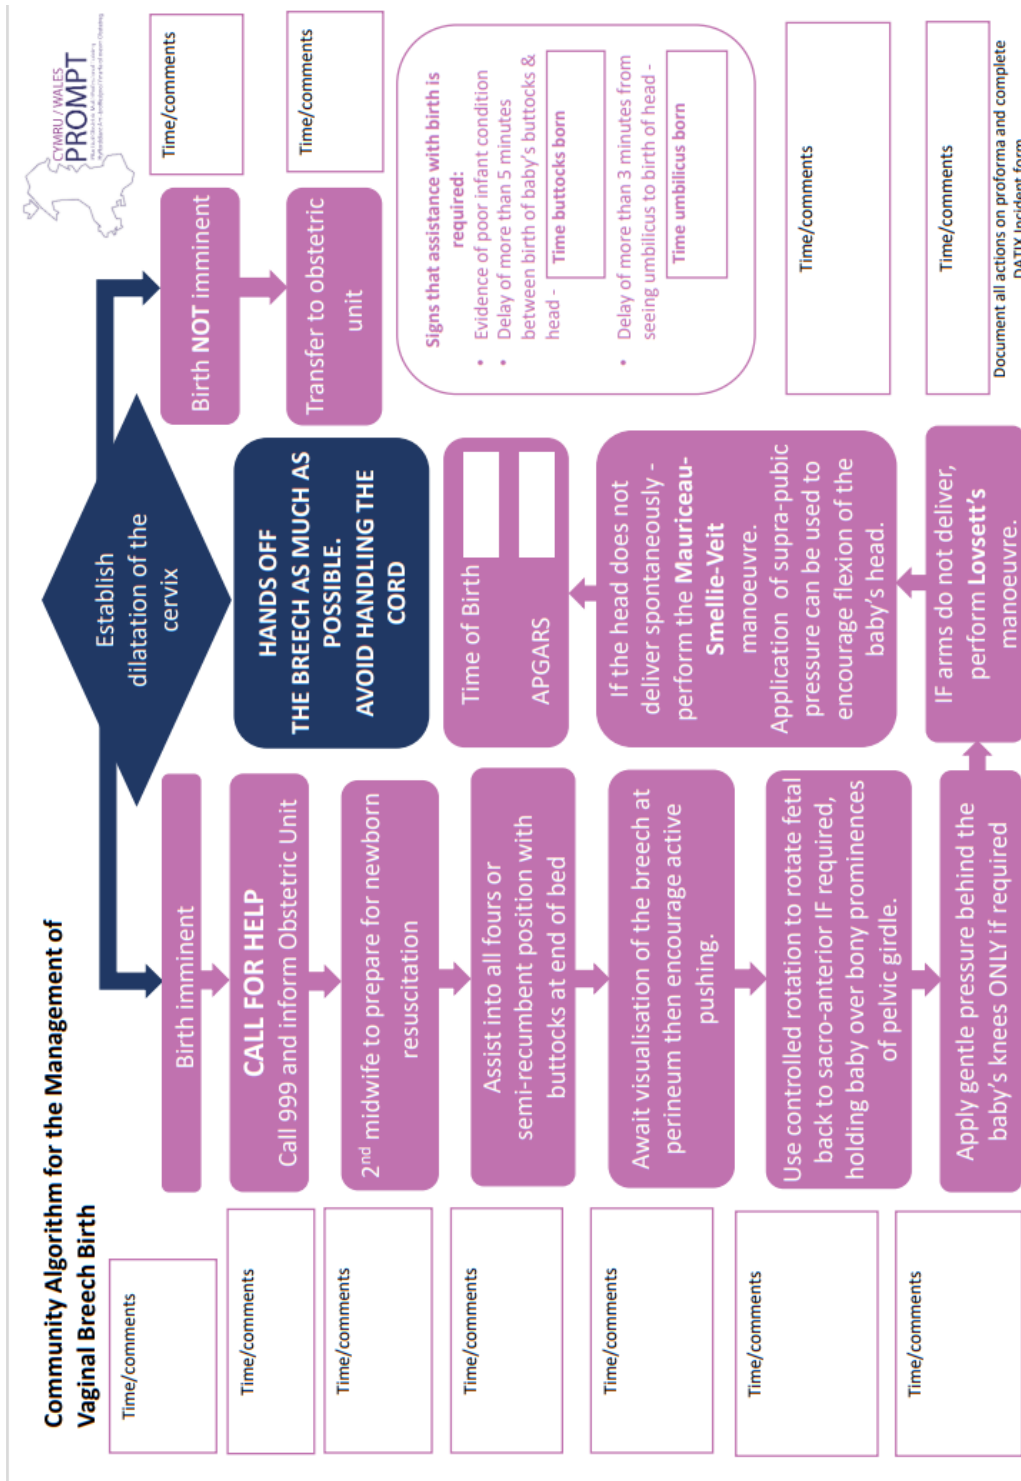 Community Algorithm for the Management of
Vaginal Breech Birth
CYMRU / WALES
PROMPT
Establish
dilatation of the
cervix
Time/comments
Birth imminent
Time/comments
CALL FOR HELP
Call 999 and inform Obstetric Unit
Time/comments
2nd midwife to prepare for newborn
resuscitation
Time/comments
Assist into all fours or
semi-recumbent position with
buttocks at end of bed
Time/comments
Await visualisation of the breech at
perineum then encourage active
pushing.
Time/comments
Use controlled rotation to rotate fetal
back to sacro-anterior IF required,
holding baby over bony prominences
of pelvic girdle.
Time/comments
Apply gentle pressure behind the
baby's knees ONLY if required
HANDS OFF
THE BREECH AS MUCH AS
POSSIBLE.
AVOID HANDLING THE
CORD
Time of Birth
APGARS
If the head does not
deliver spontaneously -
perform the Mauriceau-
Smellie-Veit
manoeuvre.
Application of supra-pubic
pressure can be used to
encourage flexion of the
baby's head.
IF arms do not deliver,
perform Lovsett's
manoeuvre.
Birth NOT imminent
Time/comments
Transfer to obstetric
unit
Time/comments
Signs that assistance with birth is
required:
• Evidence of poor infant condition
• Delay of more than 5 minutes
between birth of baby's buttocks &
head -
Time buttocks born
• Delay of more than 3 minutes from
seeing umbilicus to birth of head -
Time umbilicus born
Time/comments
Time/comments
Document all actions on proforma and complete
DATIX Incident form